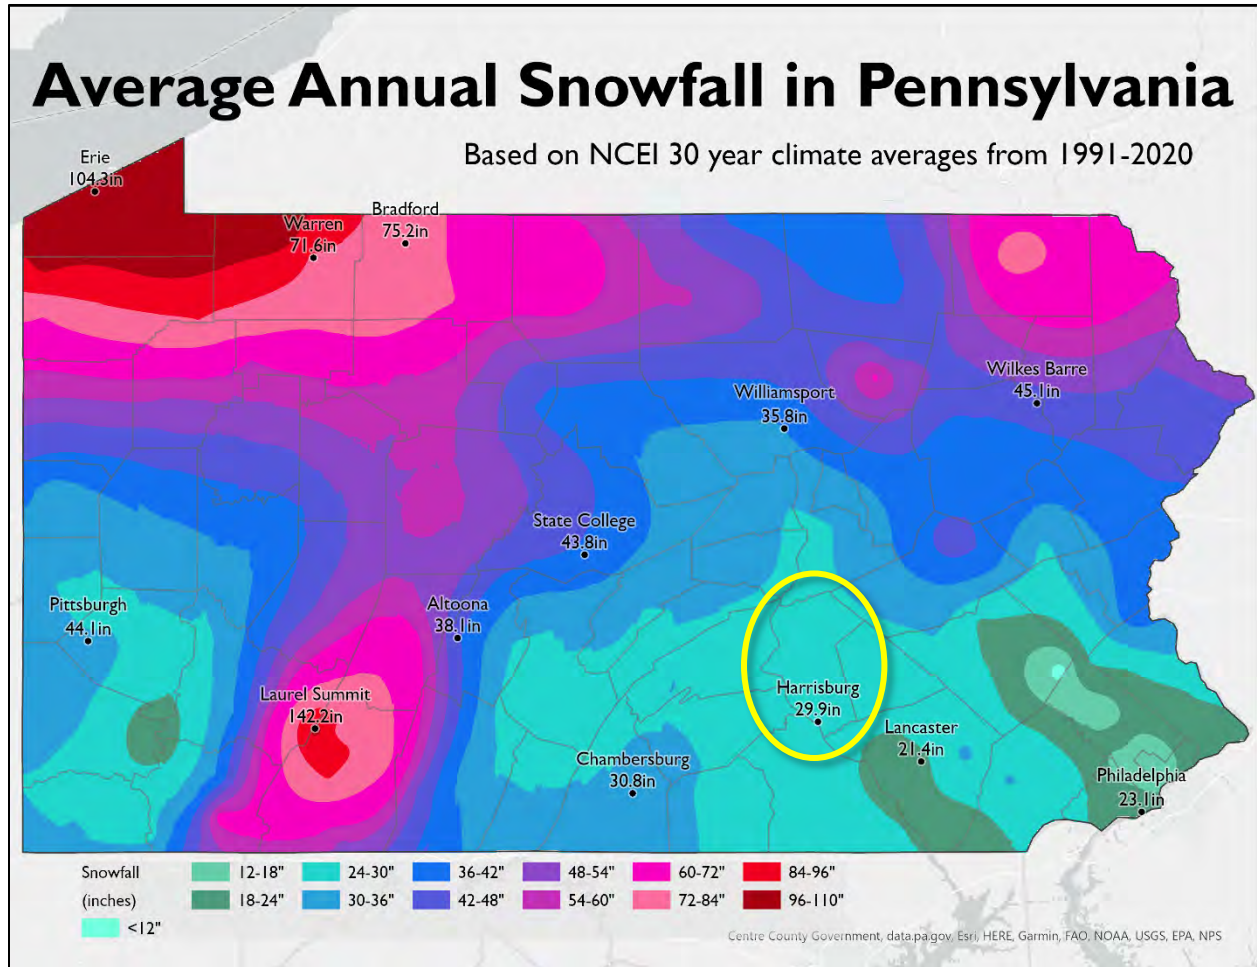 Average Annual Snowfall in Pennsylvania
Based on NCEI 30 year climate averages from 1991-2020
Erie
104.3in
Warren
71.6in
Bradford
75.2in
Wilkes Barre
45.1in
Williamsport
35.8in
State College
43.8in
Pittsburgh
44.1in
Altoona
38.1in
Laurel Summit
142.2in
Harrisburg
29.9in
Lancaster
21.4in
Chambersburg
30.8in
Philadelphia
23.1in
Snowfall
(inches)
<12"
12-18"
18-24"
24-30"
30-36"
36-42"
42-48"
48-54"
54-60"
60-72"
72-84"
84-96"
96-110"
Centre County Government, data.pa.gov, Esri, HERE, Garmin, FAO, NOAA, USGS, EPA, NPS